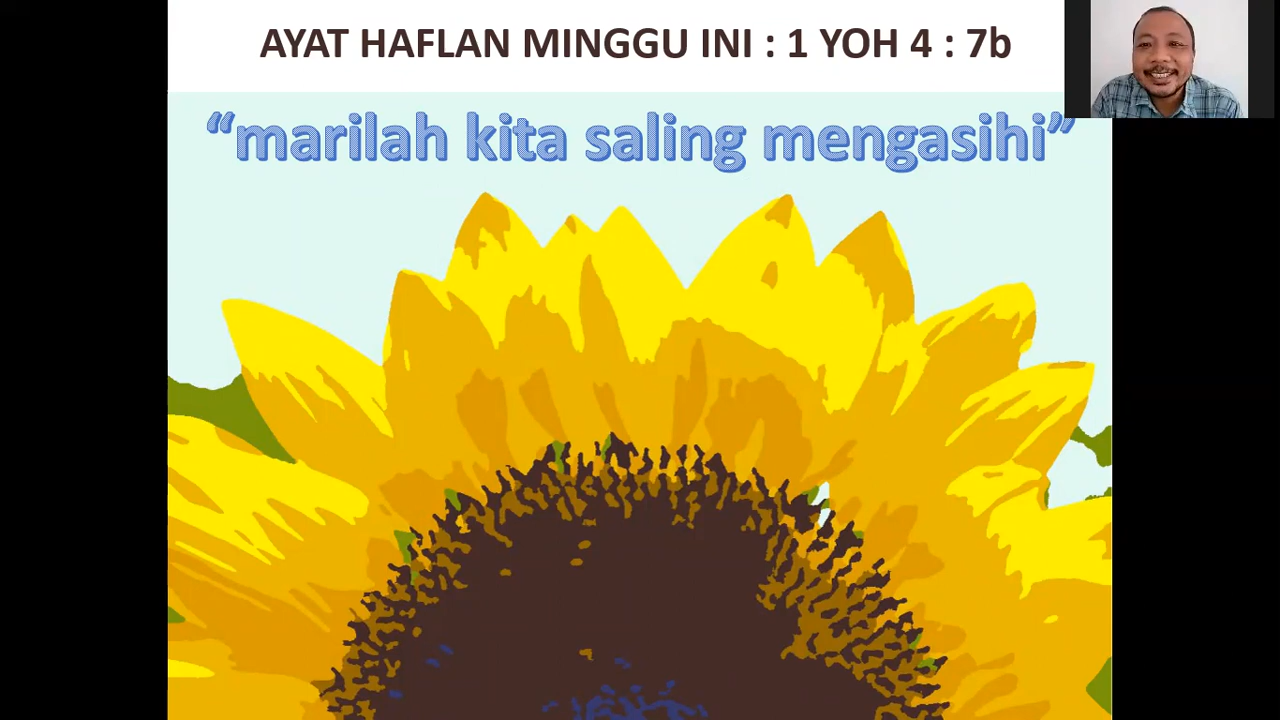 AYAT HAFLAN MINGGU INI : 1 YOH 4 : 7b
“marilah kita saling mengasihi”